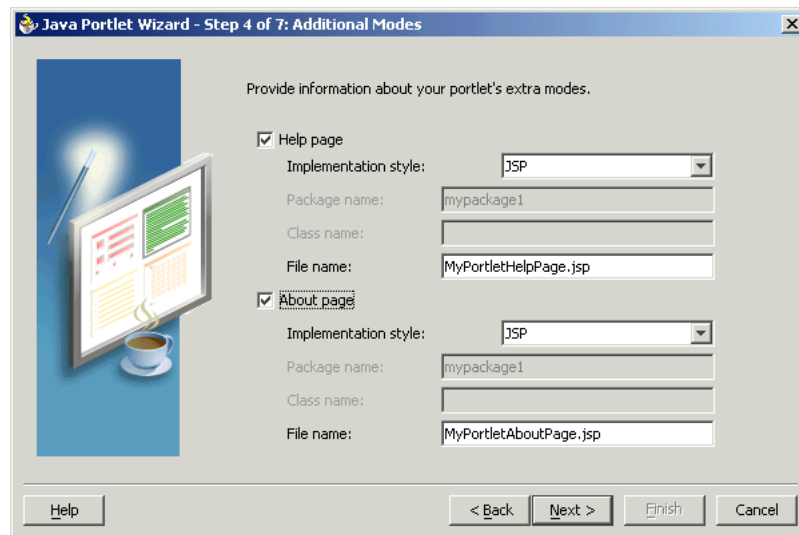 Java Portlet Wizard - Step 4 of 7: Additional Modes
Provide information about your portlet's extra modes.
Help page
Implementation style: JSP
Package name: mypackage1
Class name:
File name: MyPortletHelpPage.jsp
About page
Implementation style: JSP
Package name: mypackage1
Class name:
File name: MyPortletAboutPage.jsp
Help < Back Next > Finish Cancel